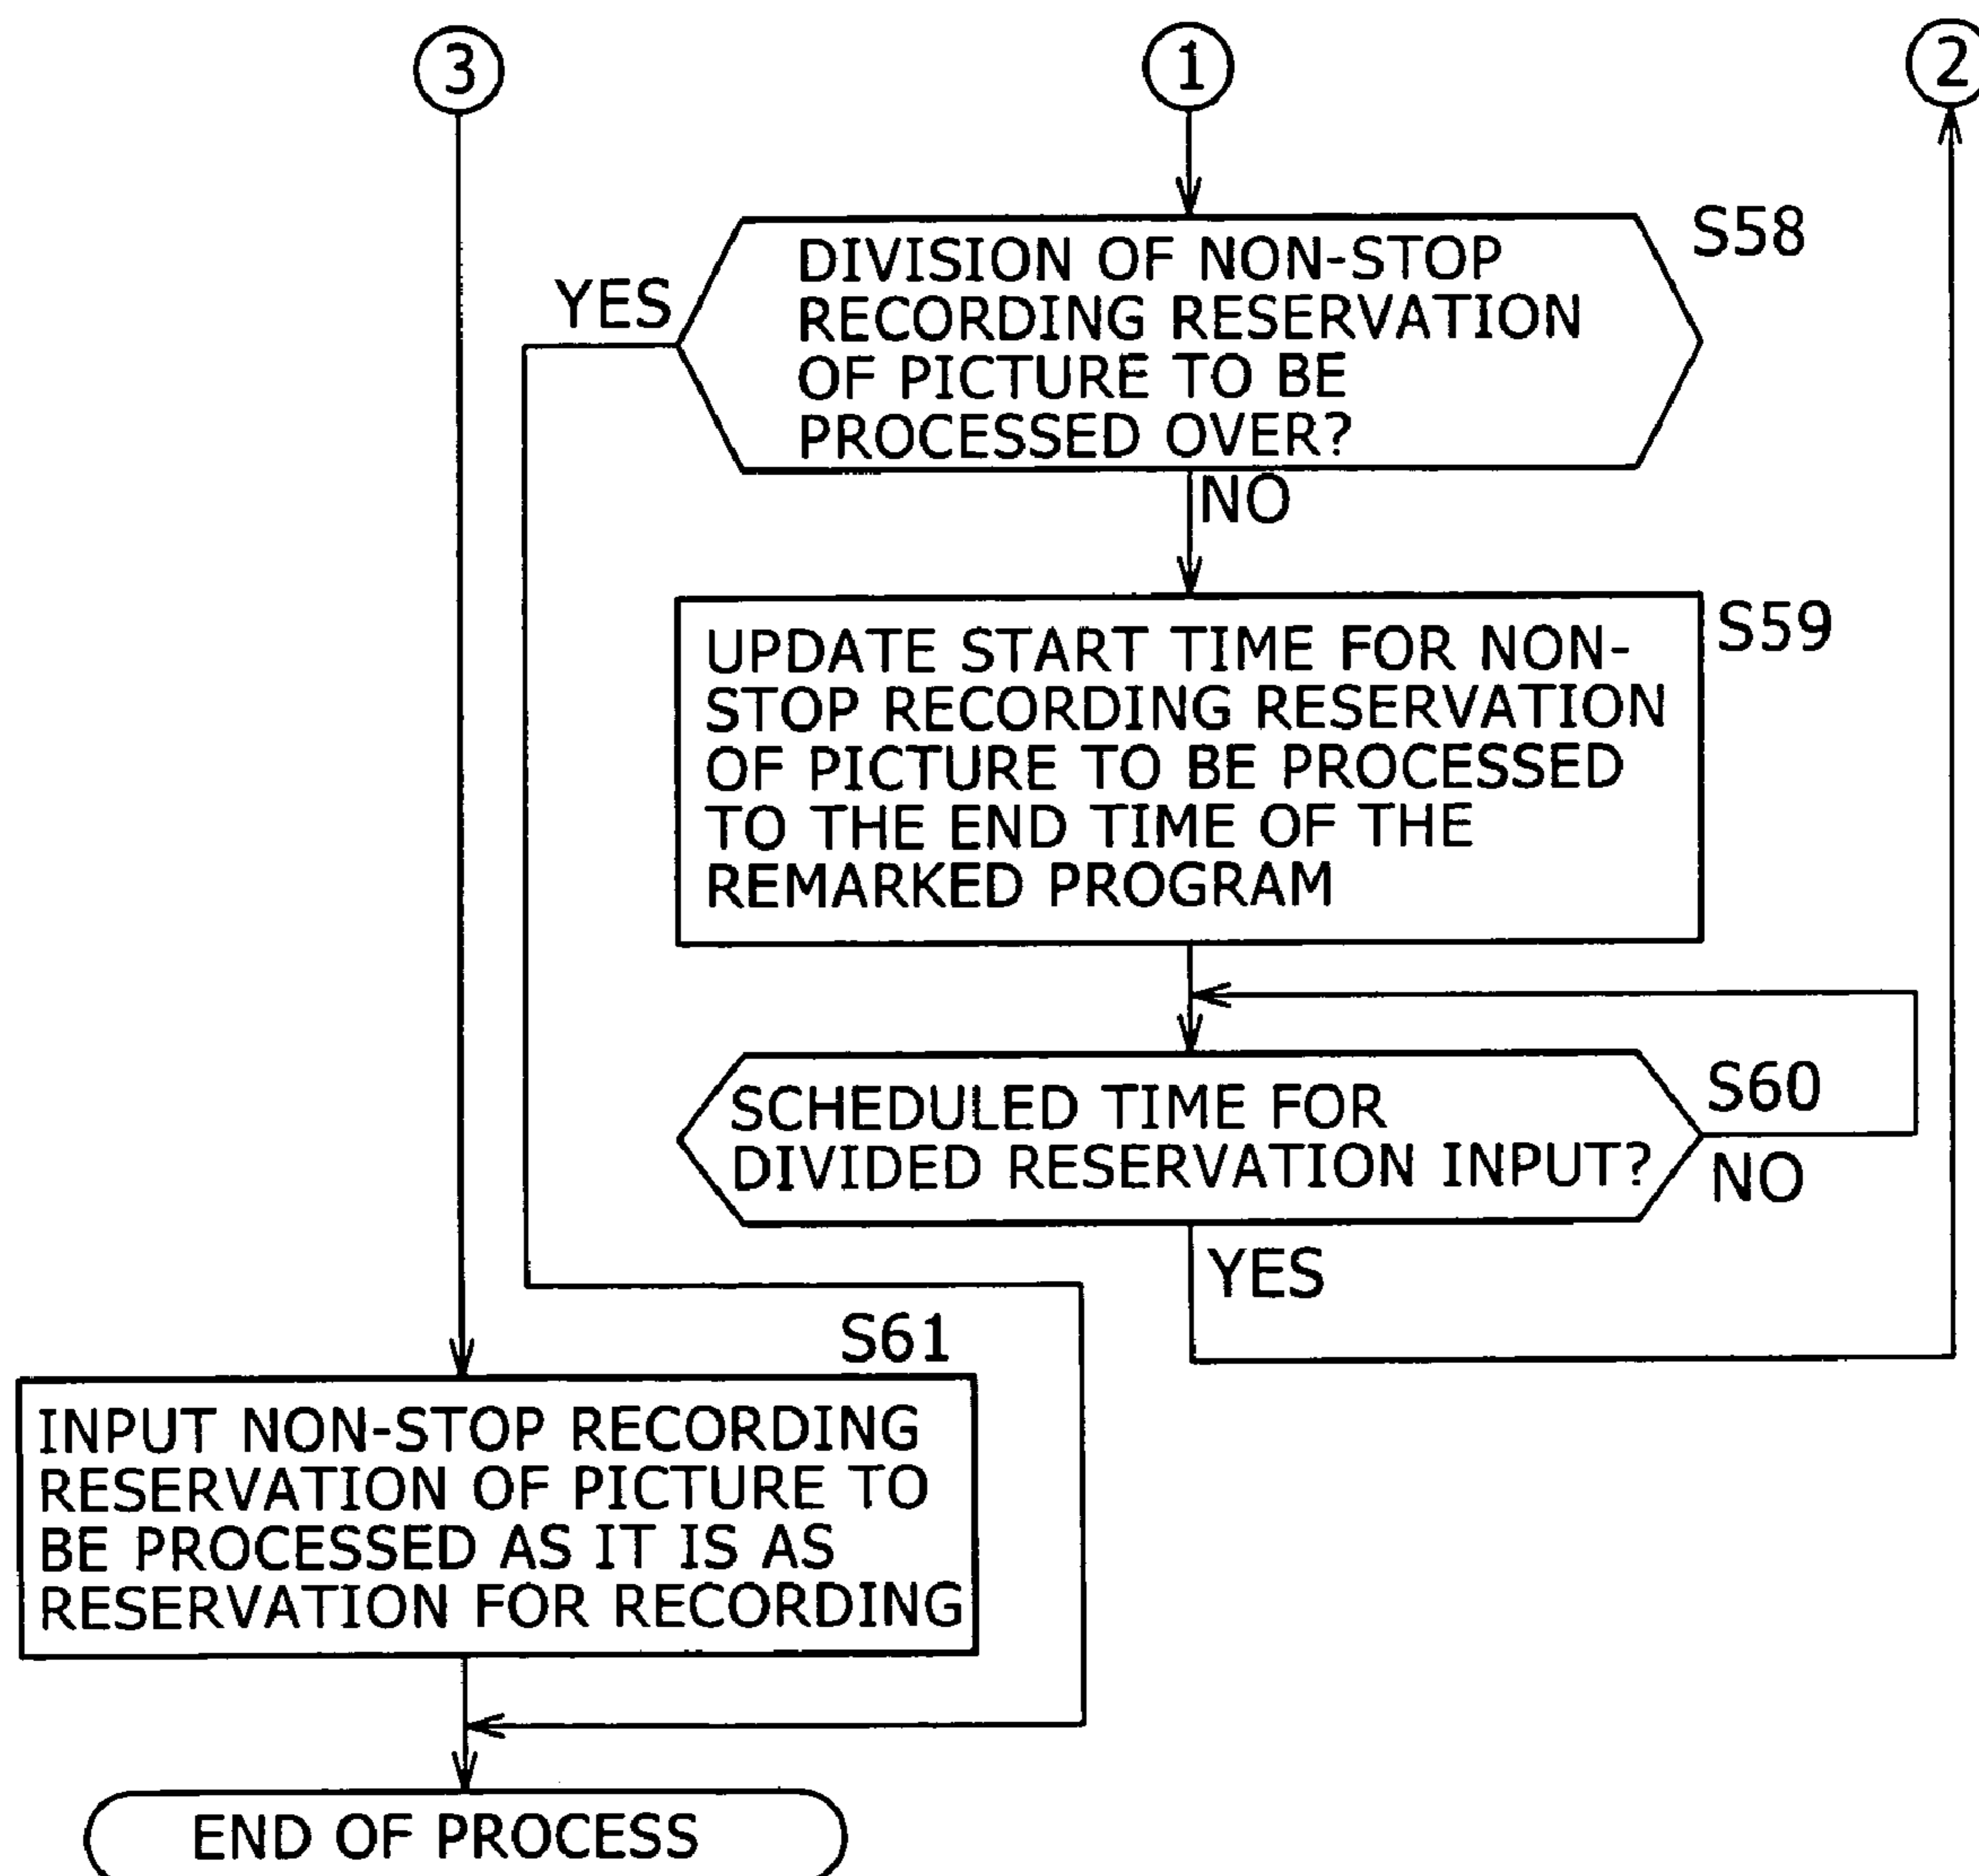 3
1
2
S58
DIVISION OF NON-STOP
RECORDING RESERVATION
OF PICTURE TO BE
PROCESSED OVER?
YES
NO
S59
UPDATE START TIME FOR NON-
STOP RECORDING RESERVATION
OF PICTURE TO BE PROCESSED
TO THE END TIME OF THE
REMARKED PROGRAM
S60
SCHEDULED TIME FOR
DIVIDED RESERVATION INPUT?
NO
YES
S61
INPUT NON-STOP RECORDING
RESERVATION OF PICTURE TO
BE PROCESSED AS IT IS AS
RESERVATION FOR RECORDING
END OF PROCESS